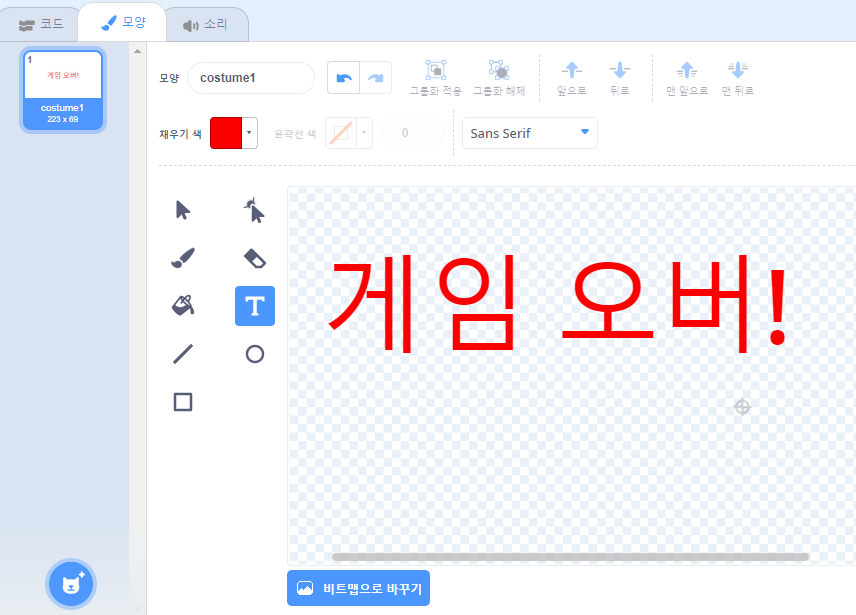 코드
모양
소리
1
게임 오버!
costume1
223 x 69
모양
costume1
그룹화 적용
그룹화 해제
앞으로
뒤로
맨 앞으로
맨 뒤로
채우기 색
윤곽선 색
0
Sans Serif
T
게임 오버!
비트맵으로 바꾸기